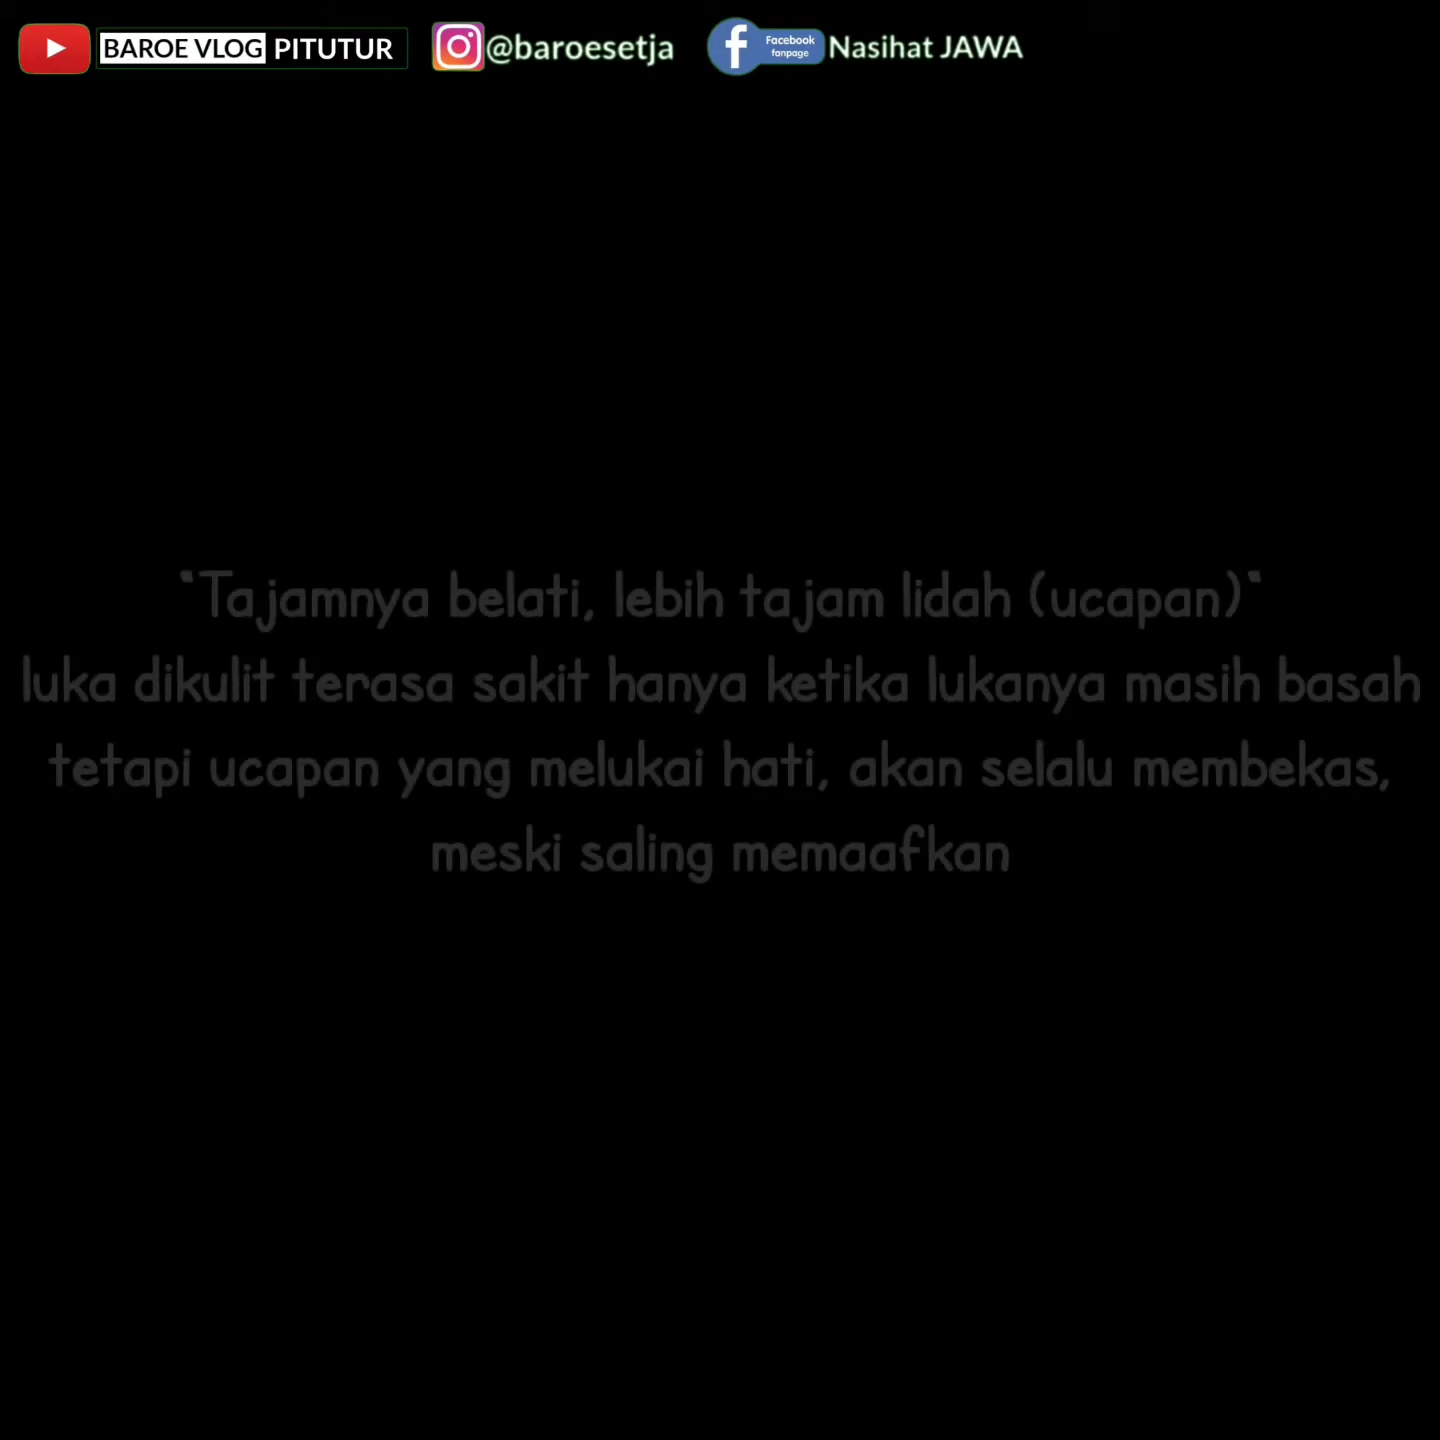 BAROE VLOG PITUTUR @baroesetja Facebook fanpage Nasihat JAWA
"Tajamnya belati, lebih tajam lidah (ucapan)"
luka dikulit terasa sakit hanya ketika lukanya masih basah
tetapi ucapan yang melukai hati, akan selalu membekas,
meski saling memaafkan